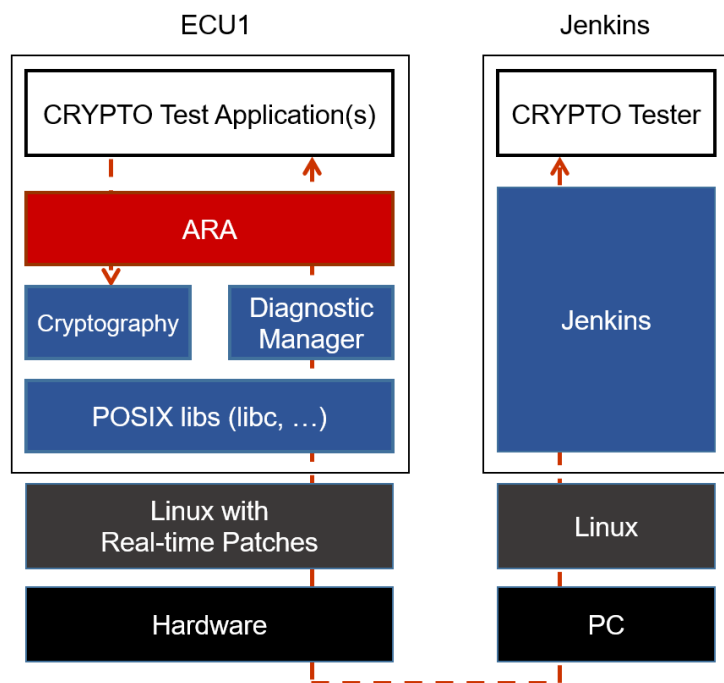 ECU1
CRYPTO Test Application(s)
ARA
Cryptography
Diagnostic
Manager
POSIX libs (libc, …)
Linux with
Real-time Patches
Hardware
Jenkins
CRYPTO Tester
Jenkins
Linux
PC